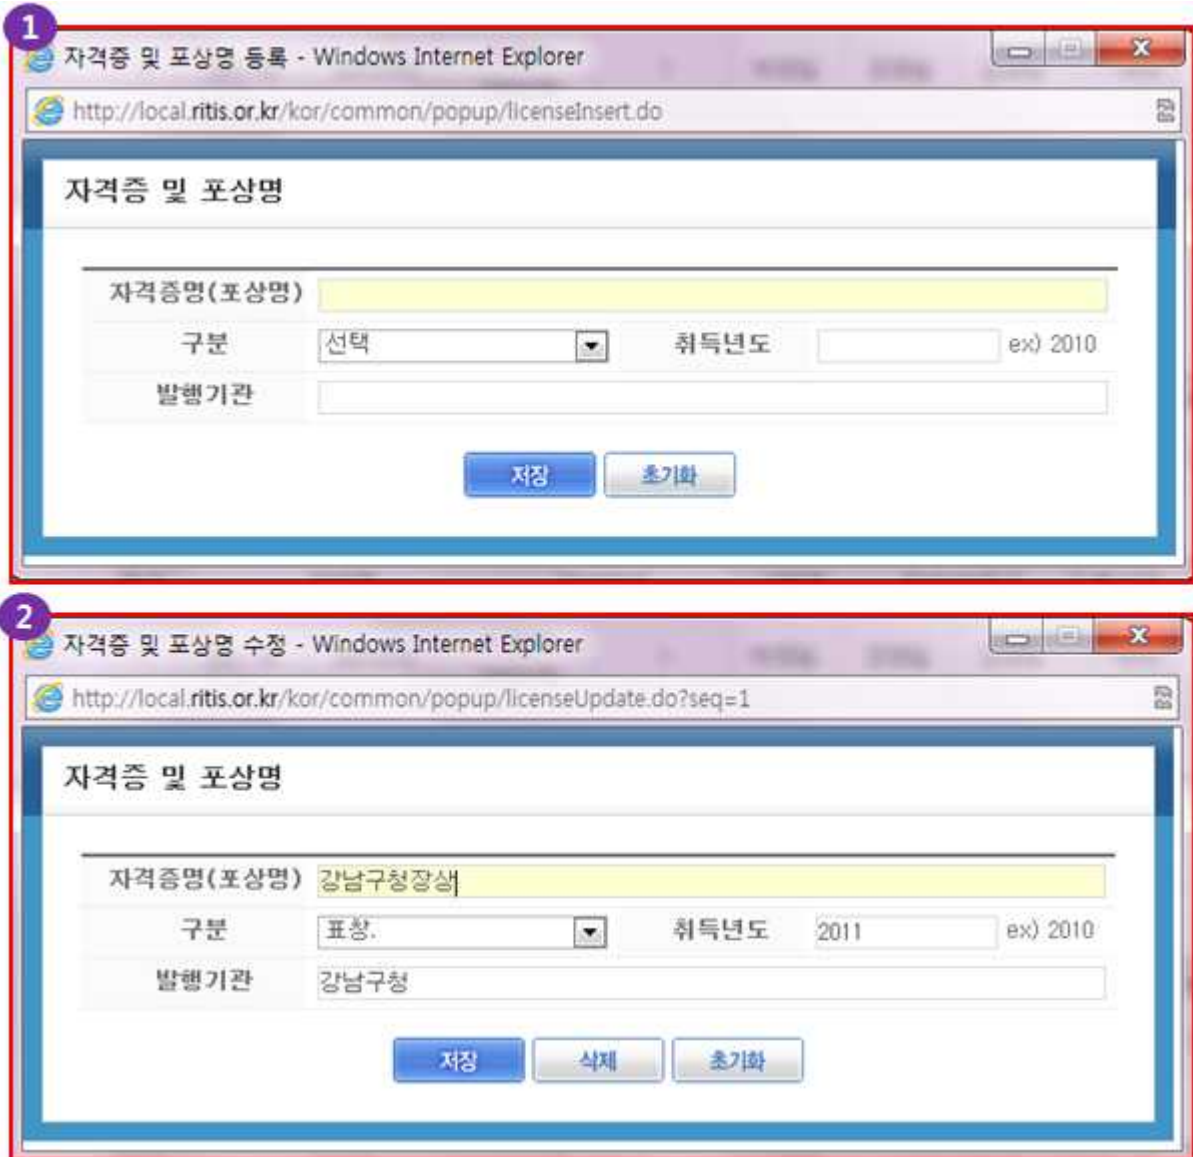 1
자격증 및 포상명 등록 - Windows Internet Explorer
http://local.ritis.or.kr/kor/common/popup/licenseInsert.do
자격증 및 포상명
자격증명(포상명)
구분 선택 취득년도 ex) 2010
발행기관
저장 초기화
2
자격증 및 포상명 수정 - Windows Internet Explorer
http://local.ritis.or.kr/kor/common/popup/licenseUpdate.do?seq=1
자격증 및 포상명
자격증명(포상명) 강남구청장상
구분 표창. 취득년도 2011 ex) 2010
발행기관 강남구청
저장 삭제 초기화